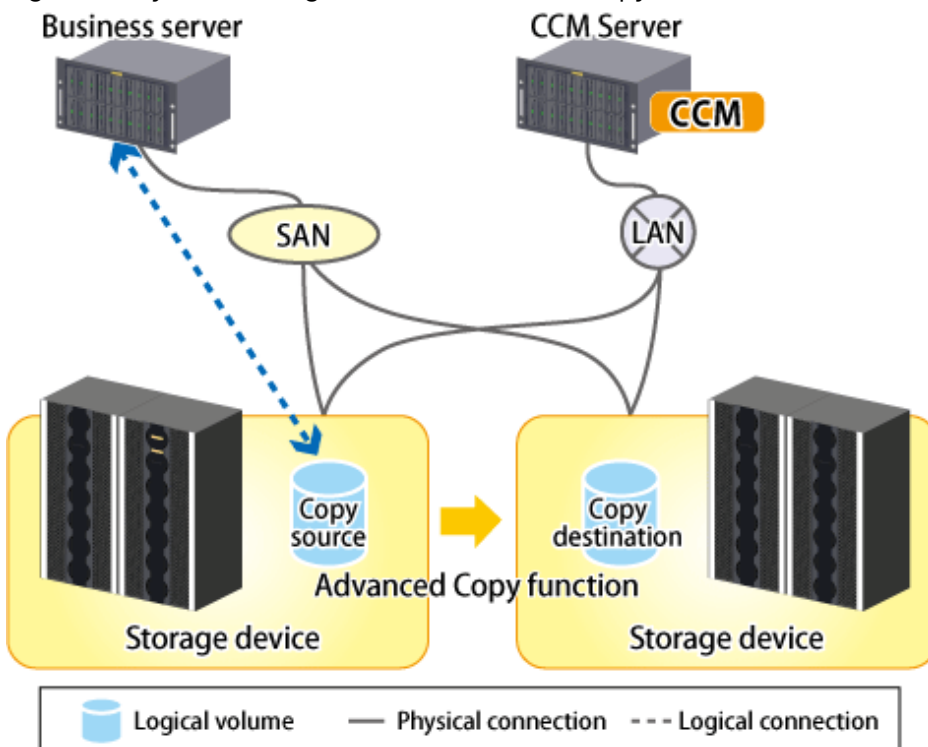 Business server
CCM Server
CCM
SAN
LAN
Copy
source
Copy
destination
Advanced Copy function
Storage device
Storage device
Logical volume
Physical connection
Logical connection